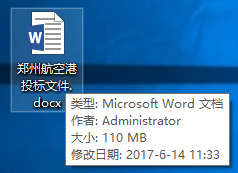 W
郑州航空港
投标文件.
docx
类型: Microsoft Word 文档
作者: Administrator
大小: 110 MB
修改日期: 2017-6-14 11:33